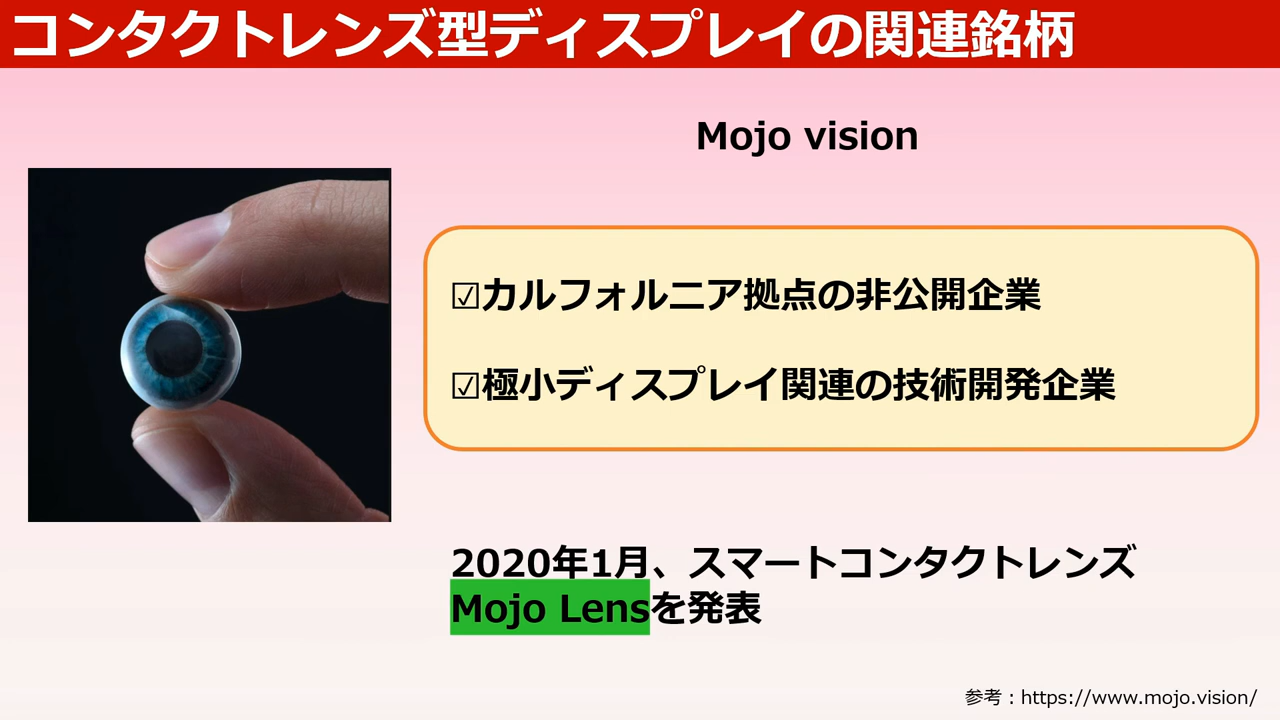 コンタクトレンズ型ディスプレイの関連銘柄
Mojo vision
☑カルフォルニア拠点の非公開企業
☑極小ディスプレイ関連の技術開発企業
2020年1月、スマートコンタクトレンズ
Mojo Lensを発表
参考：https://www.mojo.vision/